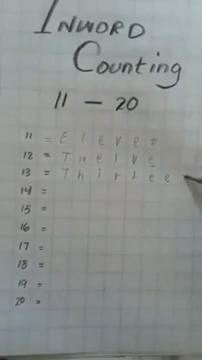 INWORD
Counting
11 - 20
11 = Eleven
12 = Twelve
13 = Thirtee
14 =
15 =
16 =
17 =
18 =
19 =
20 =